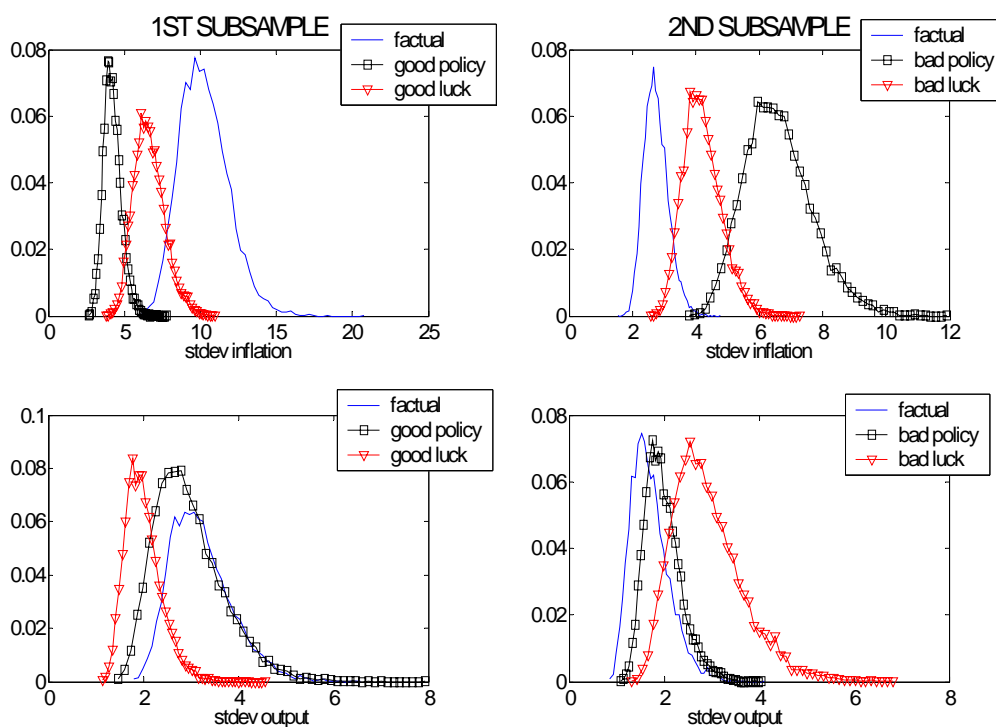 1ST SUBSAMPLE
factual
good policy
good luck
0.08
0.06
0.04
0.02
0
0 5 10 15 20 25
stdev inflation
2ND SUBSAMPLE
factual
bad policy
bad luck
0.08
0.06
0.04
0.02
0
0 2 4 6 8 10 12
stdev inflation
factual
good policy
good luck
0.1
0.08
0.06
0.04
0.02
0
0 2 4 6 8
stdev output
factual
bad policy
bad luck
0.08
0.06
0.04
0.02
0
0 2 4 6 8
stdev output